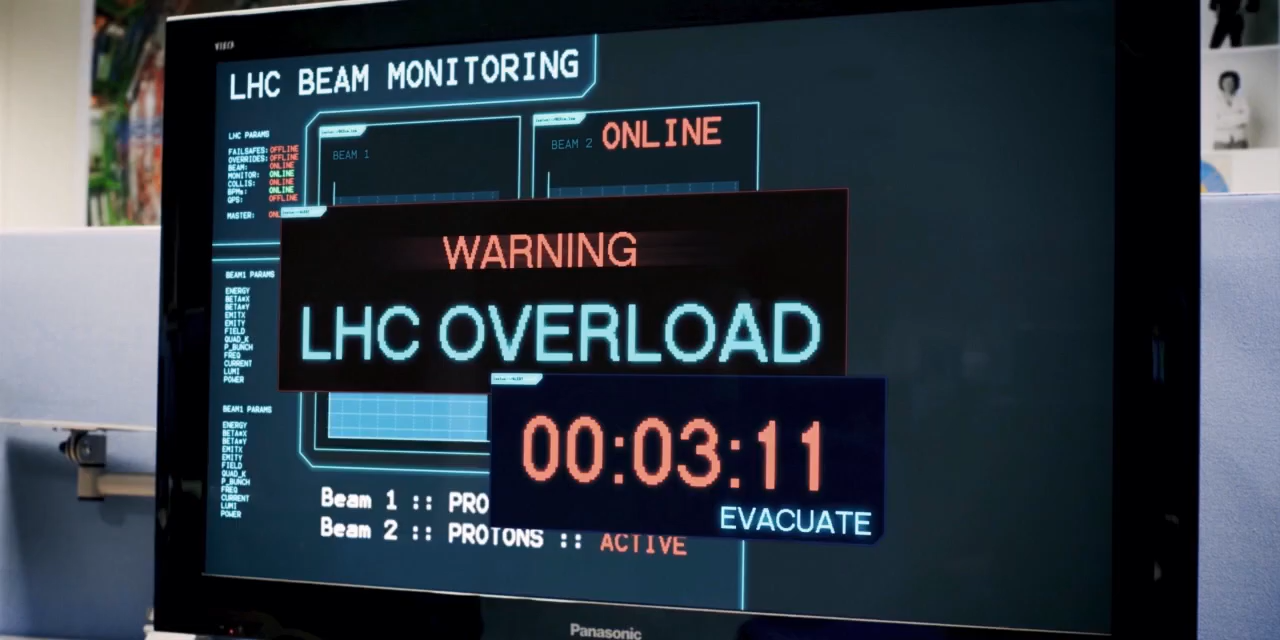 VIERA
LHC BEAM MONITORING
LHC PARAMS
FAILSAFES: OFFLINE
OVERRIDES: OFFLINE
BEAM: ONLINE
MONITOR: ONLINE
COLLIS: ONLINE
BPMs: ONLINE
GPS: OFFLINE
MASTER:
BEAM 1
BEAM 2 ONLINE
WARNING
LHC OVERLOAD
BEAM1 PARAMS
ENERGY
BETA*X
BETA*Y
EMITX
EMITY
FIELD
QUAD_K
P_BUNCH
FREQ
CURRENT
LUMI
POWER
BEAM1 PARAMS
ENERGY
BETA*X
BETA*Y
EMITX
EMITY
FIELD
QUAD_K
P_BUNCH
FREQ
CURRENT
LUMI
POWER
00:03:11
EVACUATE
Beam 1 :: PRO
Beam 2 :: PROTONS :: ACTIVE
Panasonic